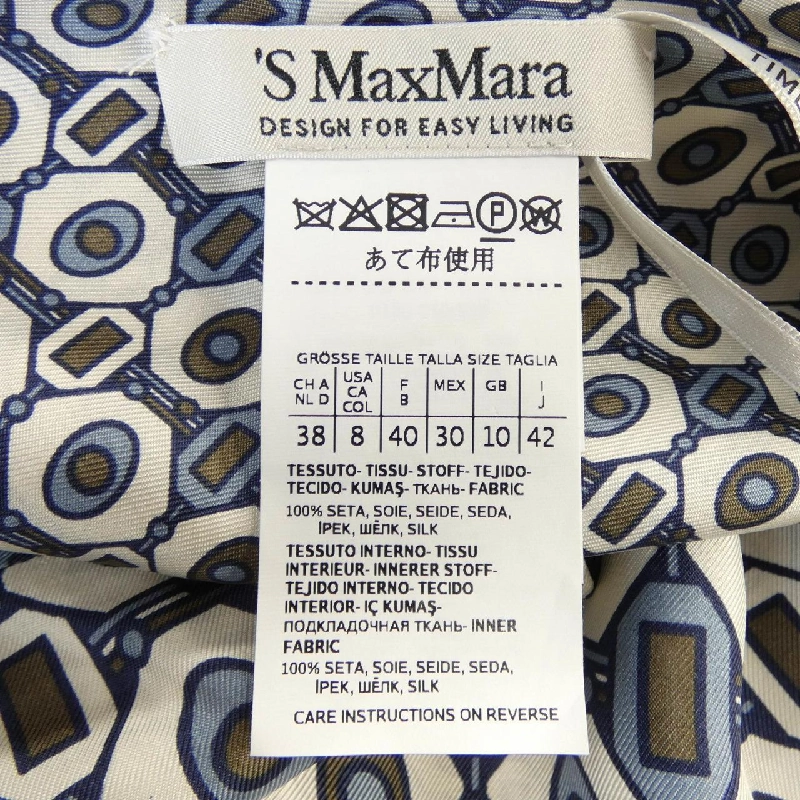 'S MaxMara
DESIGN FOR EASY LIVING
TIM
P
W
あて布使用
GRÖSSE TAILLE TALLA SIZE TAGLIA
CH A NL D USA CA COL F B MEX GB I J
38 8 40 30 10 42
TESSUTO- TISSU- STOFF- TEJIDO-
TECIDO- KUMAŞ- ТКАНЬ- FABRIC
100% SETA, SOIE, SEIDE, SEDA,
İPEK, ШЁЛК, SILK
TESSUTO INTERNO- TISSU
INTERIEUR- INNERER STOFF-
TEJIDO INTERNO- TECIDO
INTERIOR- IÇ KUMAŞ-
ПОДКЛАДОЧНАЯ ТКАНЬ- INNER
FABRIC
100% SETA, SOIE, SEIDE, SEDA,
İPEK, ШЁЛК, SILK
CARE INSTRUCTIONS ON REVERSE